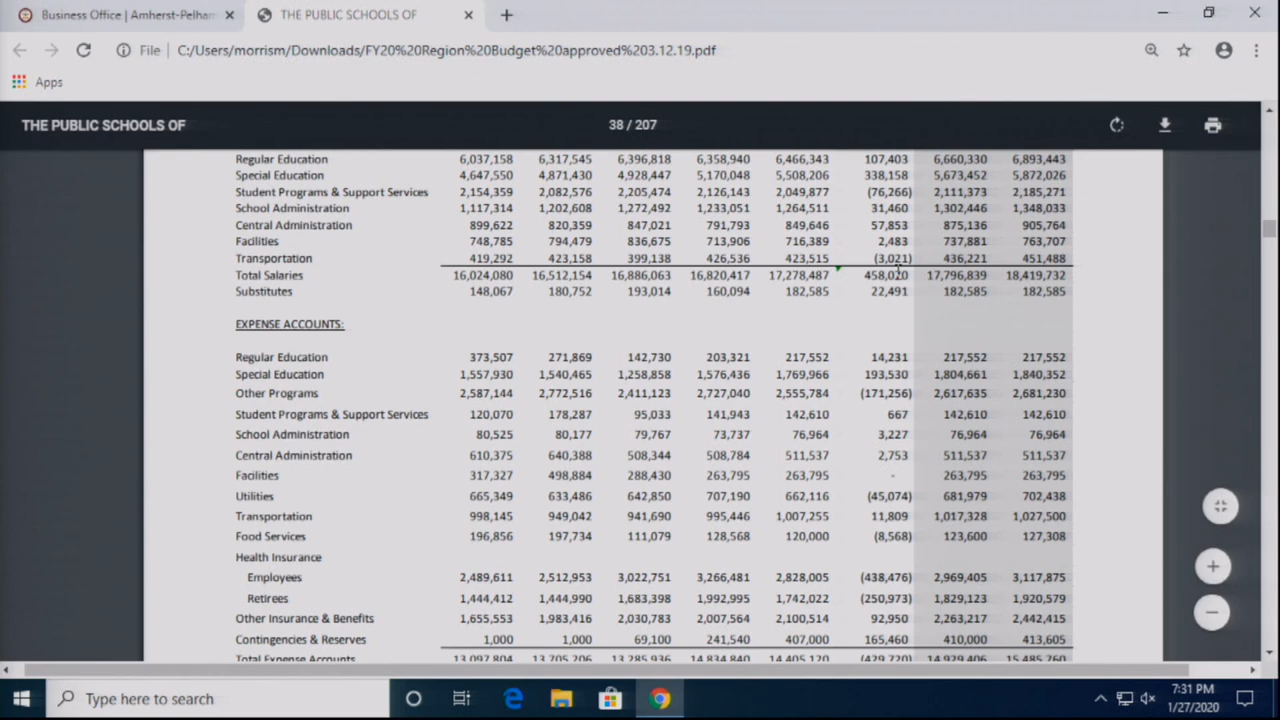 Business Office | Amherst-Pelham
THE PUBLIC SCHOOLS OF
File | C:/Users/morrism/Downloads/FY20%20Region%20Budget%20approved%203.12.19.pdf
Apps
THE PUBLIC SCHOOLS OF 38 / 207
Regular Education 6,037,158 6,317,545 6,396,818 6,358,940 6,466,343 107,403 6,660,330 6,893,443
Special Education 4,647,550 4,871,430 4,928,447 5,170,048 5,508,206 338,158 5,673,452 5,872,026
Student Programs & Support Services 2,154,359 2,082,576 2,205,474 2,126,143 2,049,877 (76,266) 2,111,373 2,185,271
School Administration 1,117,314 1,202,608 1,272,492 1,233,051 1,264,511 31,460 1,302,446 1,348,033
Central Administration 899,622 820,359 847,021 791,793 849,646 57,853 875,136 905,764
Facilities 748,785 794,479 836,675 713,906 716,389 2,483 737,881 763,707
Transportation 419,292 423,158 399,138 426,536 423,515 (3,021) 436,221 451,488
Total Salaries 16,024,080 16,512,154 16,886,063 16,820,417 17,278,487 458,020 17,796,839 18,419,732
Substitutes 148,067 180,752 193,014 160,094 182,585 22,491 182,585 182,585
EXPENSE ACCOUNTS:
Regular Education 373,507 271,869 142,730 203,321 217,552 14,231 217,552 217,552
Special Education 1,557,930 1,540,465 1,258,858 1,576,436 1,769,966 193,530 1,804,661 1,840,352
Other Programs 2,587,144 2,772,516 2,411,123 2,727,040 2,555,784 (171,256) 2,617,635 2,681,230
Student Programs & Support Services 120,070 178,287 95,033 141,943 142,610 667 142,610 142,610
School Administration 80,525 80,177 79,767 73,737 76,964 3,227 76,964 76,964
Central Administration 610,375 640,388 508,344 508,784 511,537 2,753 511,537 511,537
Facilities 317,327 498,884 288,430 263,795 263,795 - 263,795 263,795
Utilities 665,349 633,486 642,850 707,190 662,116 (45,074) 681,979 702,438
Transportation 998,145 949,042 941,690 995,446 1,007,255 11,809 1,017,328 1,027,500
Food Services 196,856 197,734 111,079 128,568 120,000 (8,568) 123,600 127,308
Health Insurance
Employees 2,489,611 2,512,953 3,022,751 3,266,481 2,828,005 (438,476) 2,969,405 3,117,875
Retirees 1,444,412 1,444,990 1,683,398 1,992,995 1,742,022 (250,973) 1,829,123 1,920,579
Other Insurance & Benefits 1,655,553 1,983,416 2,030,783 2,007,564 2,100,514 92,950 2,263,217 2,442,415
Contingencies & Reserves 1,000 1,000 69,100 241,540 407,000 165,460 410,000 413,605
Total Expense Accounts 13,097,804 13,705,206 13,285,936 14,834,840 14,405,120 (429,720) 14,929,406 15,485,760
Type here to search
7:31 PM
1/27/2020